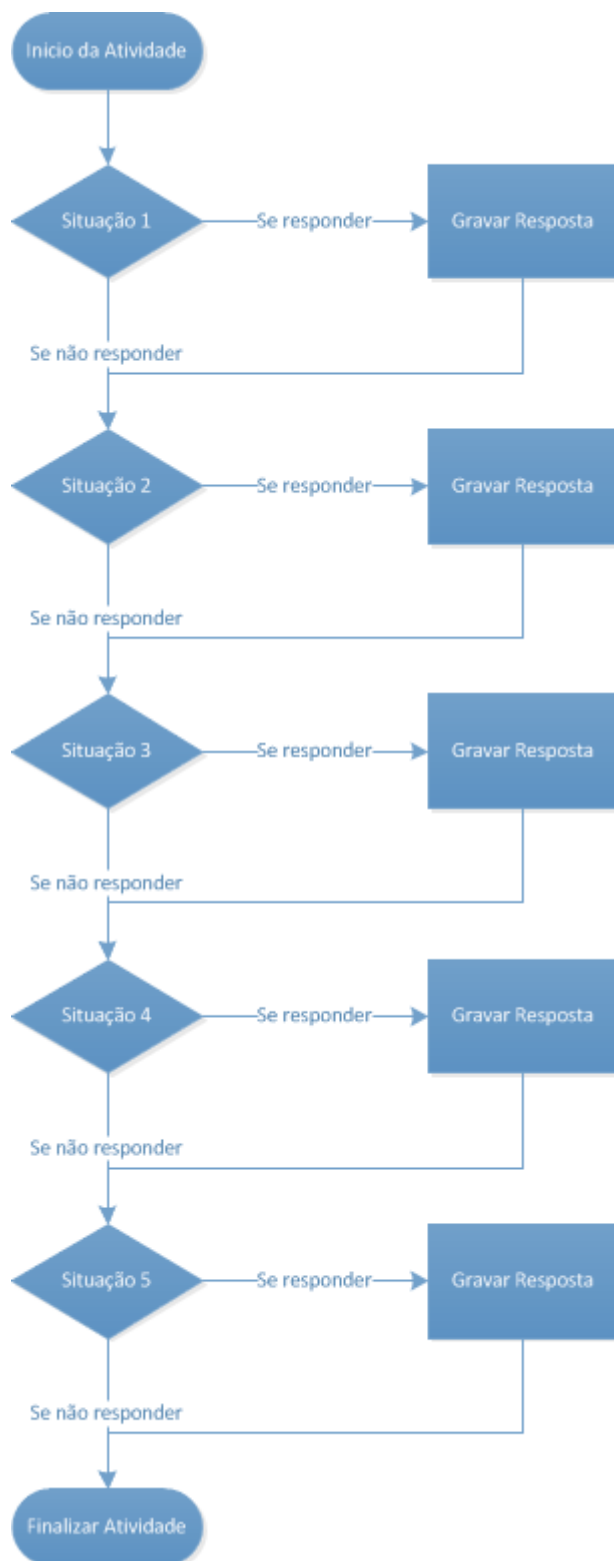 Inicio da Atividade
Situação 1
Se responder
Gravar Resposta
Se não responder
Situação 2
Se responder
Gravar Resposta
Se não responder
Situação 3
Se responder
Gravar Resposta
Se não responder
Situação 4
Se responder
Gravar Resposta
Se não responder
Situação 5
Se responder
Gravar Resposta
Se não responder
Finalizar Atividade